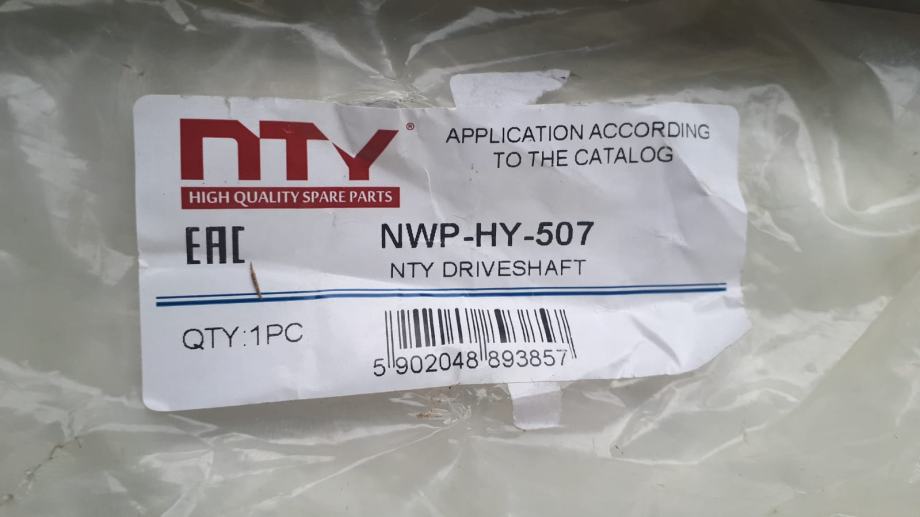 NTY®
HIGH QUALITY SPARE PARTS
APPLICATION ACCORDING
TO THE CATALOG
EAC
NWP-HY-507
NTY DRIVESHAFT
QTY:1PC
5 902048 893857